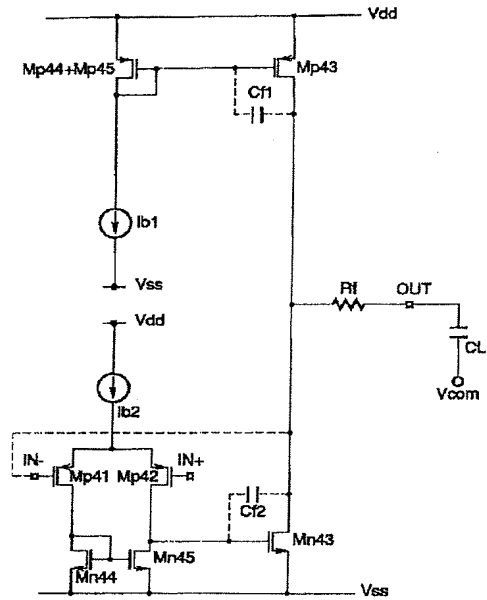 Vdd
Mp44+Mp45
Mp43
Cf1
Ib1
Vss
Vdd
Rf
OUT
CL
Vcom
Ib2
IN-
Mp41
Mp42
IN+
Cf2
Mn43
Mn44
Mn45
Vss